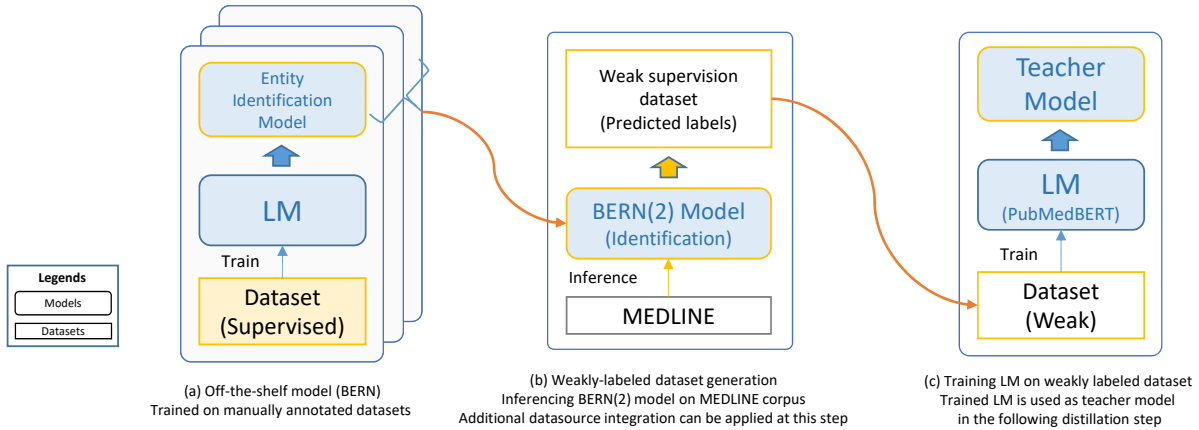 Legends
Models
Datasets
Entity
Identification
Model
LM
Train
Dataset
(Supervised)
(a) Off-the-shelf model (BERN)
Trained on manually annotated datasets
Weak supervision
dataset
(Predicted labels)
BERN(2) Model
(Identification)
Inference
MEDLINE
(b) Weakly-labeled dataset generation
Inferencing BERN(2) model on MEDLINE corpus
Additional datasource integration can be applied at this step
Teacher
Model
LM
(PubMedBERT)
Train
Dataset
(Weak)
(c) Training LM on weakly labeled dataset
Trained LM is used as teacher model
in the following distillation step